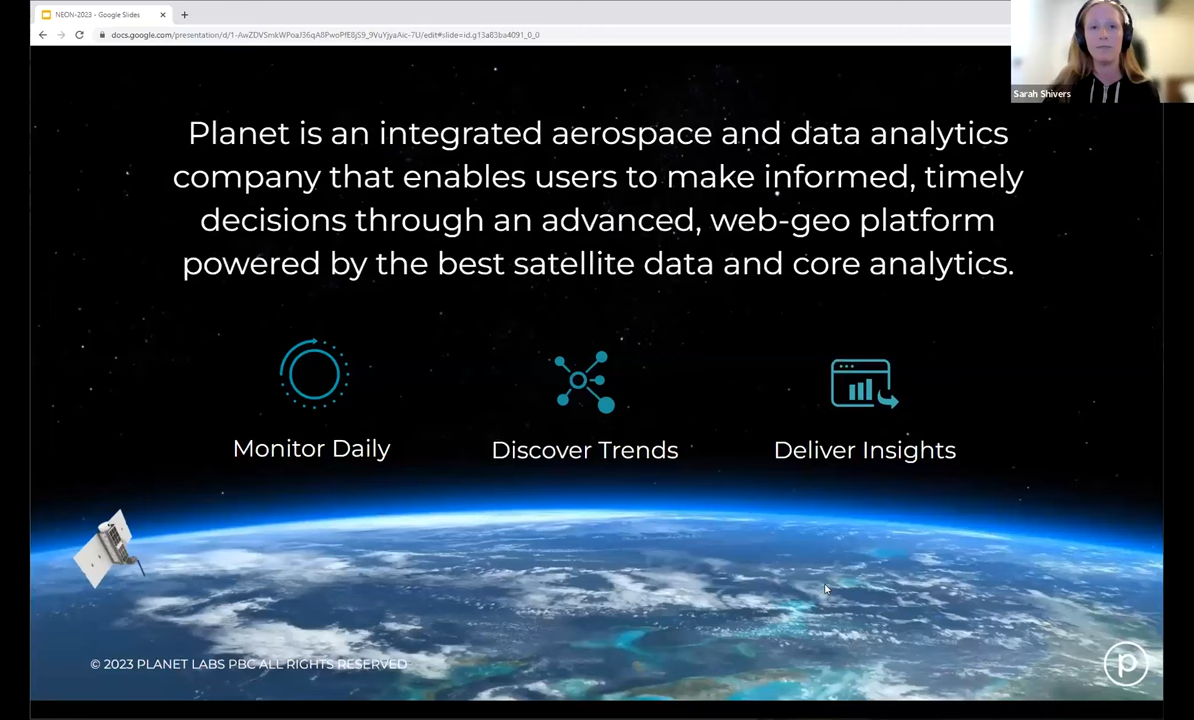 NEON-2023 - Google Slides
docs.google.com/presentation/d/1-AwZDVSmkWPoaJ36qA8PwoPfE8jS9_9VuYjyaAic-7U/edit#slide=id.g13a83ba4091_0_0
Sarah Shivers
Planet is an integrated aerospace and data analytics
company that enables users to make informed, timely
decisions through an advanced, web-geo platform
powered by the best satellite data and core analytics.
Monitor Daily
Discover Trends
Deliver Insights
© 2023 PLANET LABS PBC ALL RIGHTS RESERVED
p